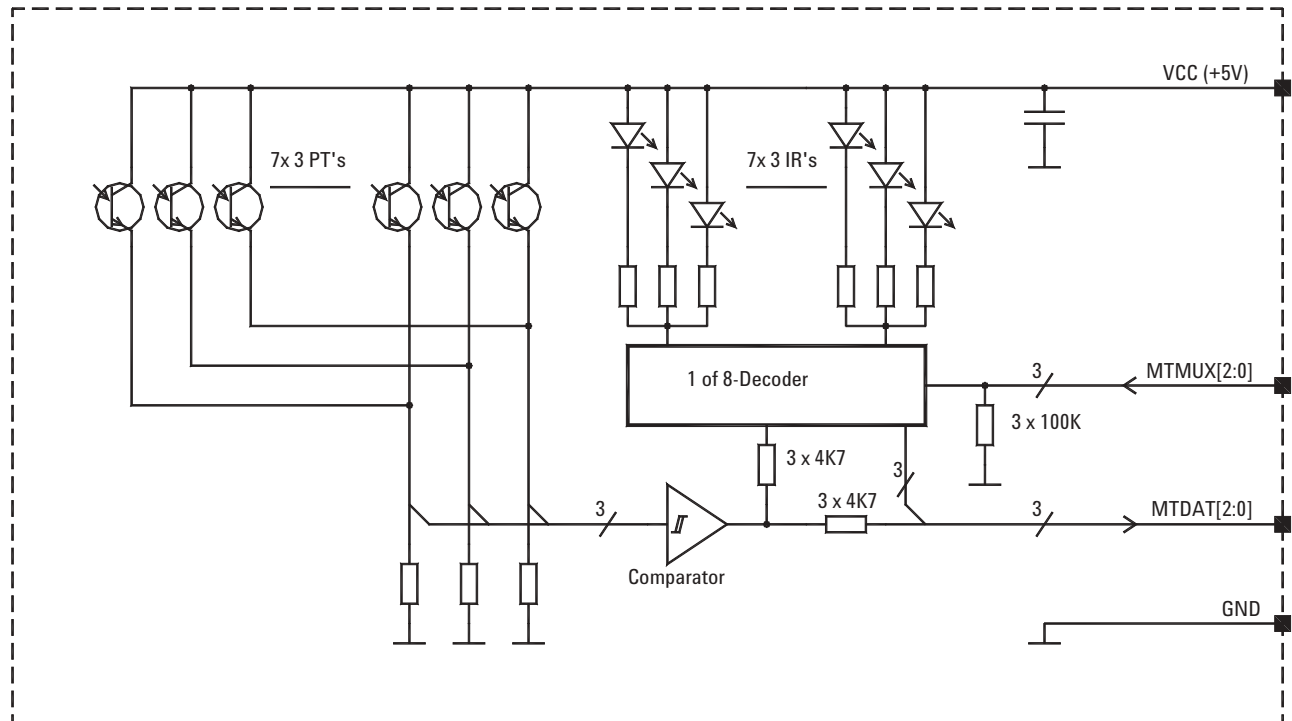 VCC (+5V)
7x 3 PT's
7x 3 IR's
1 of 8-Decoder
3
MTMUX[2:0]
3 x 100K
3 x 4K7
3
3 x 4K7
3
3
MTDAT[2:0]
Comparator
GND